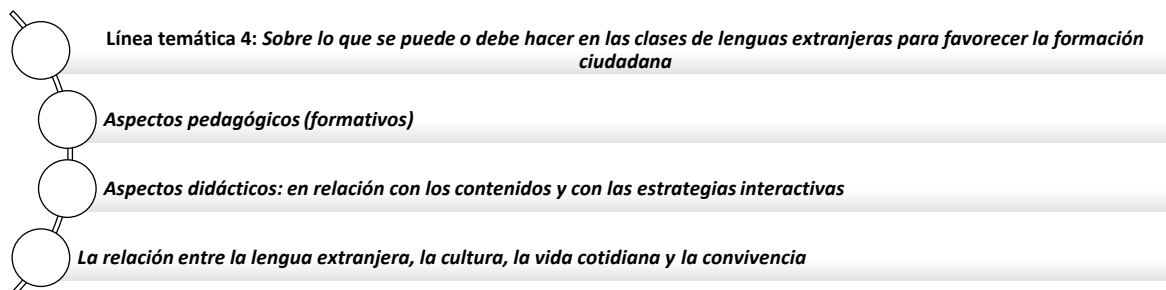 Línea temática 4: Sobre lo que se puede o debe hacer en las clases de lenguas extranjeras para favorecer la formación
ciudadana
Aspectos pedagógicos (formativos)
Aspectos didácticos: en relación con los contenidos y con las estrategias interactivas
La relación entre la lengua extranjera, la cultura, la vida cotidiana y la convivencia